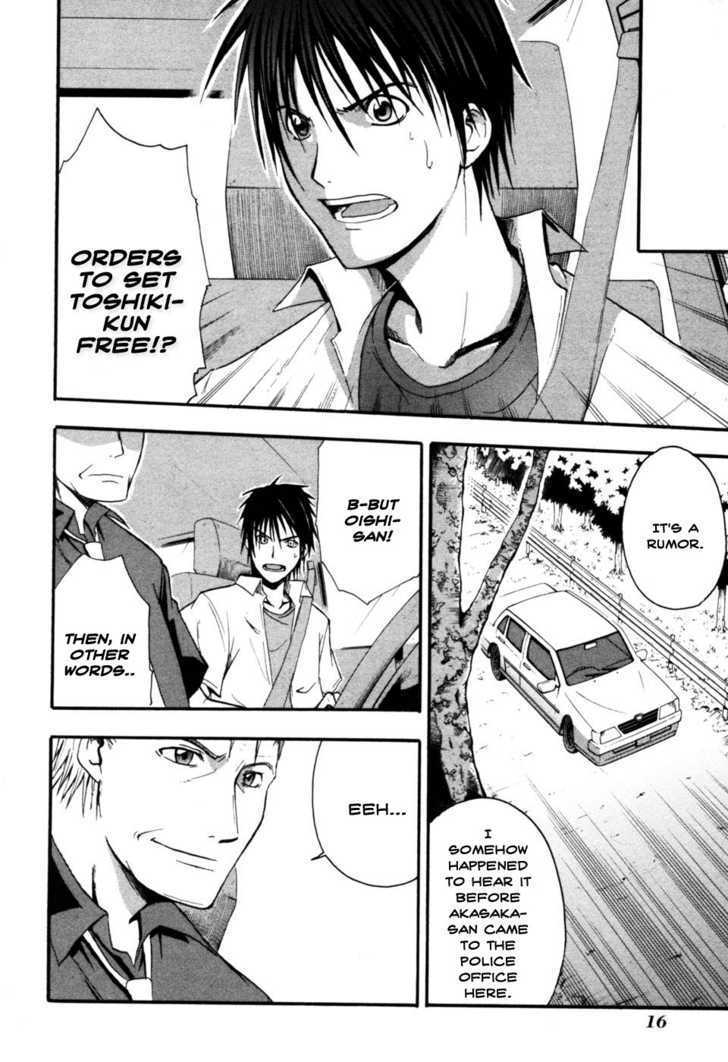 ORDERS
TO SET
TOSHIKI-
KUN
FREE!?
IT'S A
RUMOR.
I
SOMEHOW
HAPPENED
TO HEAR IT
BEFORE
AKASAKA-
SAN CAME
TO THE
POLICE
OFFICE
HERE.
B-BUT
OISHI-
SAN!
THEN, IN
OTHER
WORDS..
EEH...
16